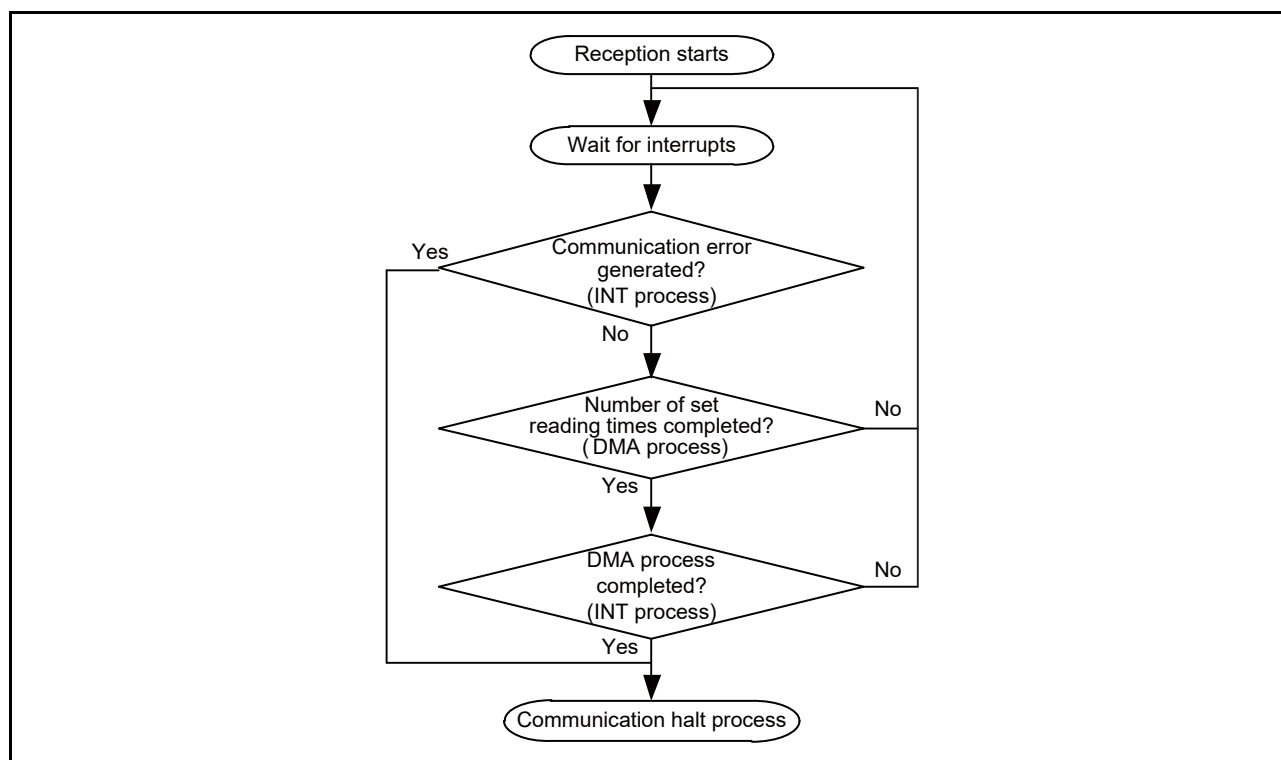 Reception starts
Wait for interrupts
Yes
Communication error
generated?
(INT process)
No
Number of set
reading times completed?
( DMA process)
No
Yes
DMA process
completed?
(INT process)
No
Yes
Communication halt process